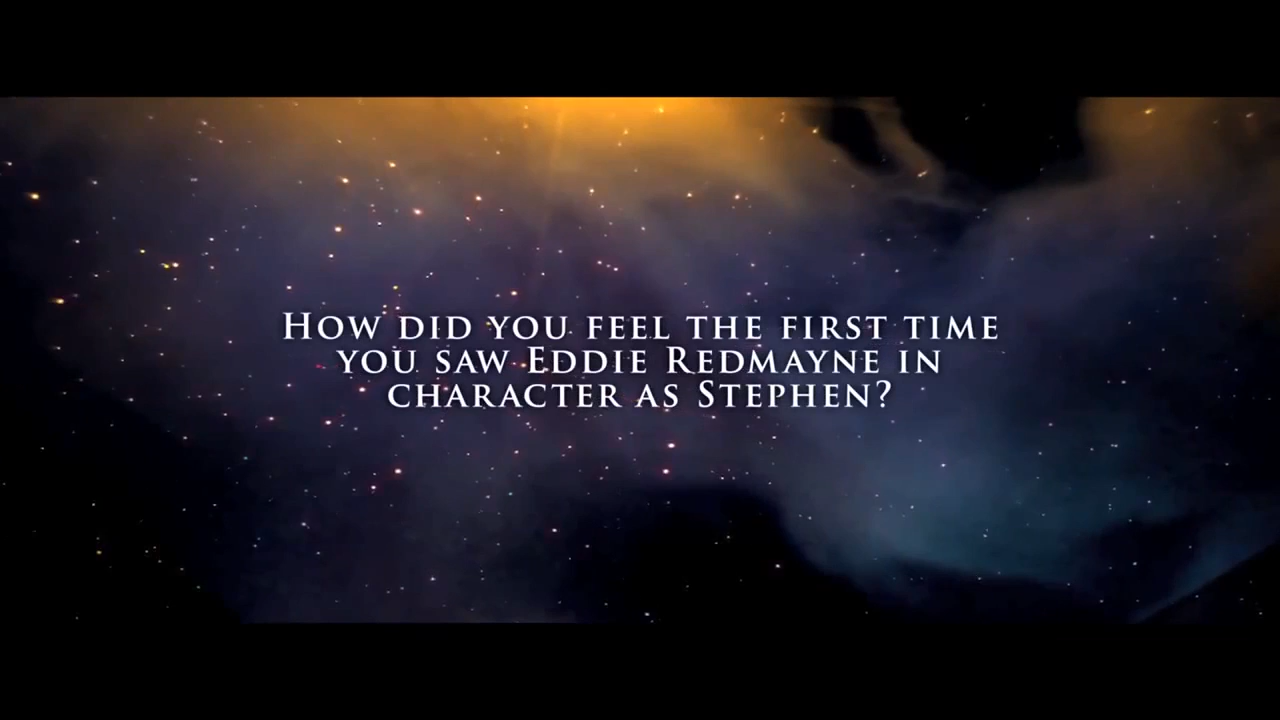 How did you feel the first time
you saw Eddie Redmayne in
character as Stephen?